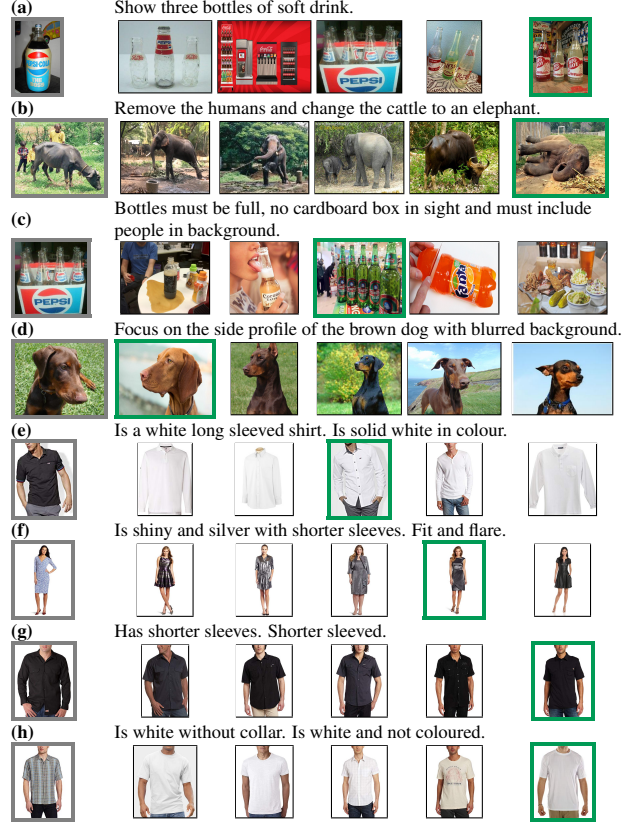 (a)
Show three bottles of soft drink.
PEPSI
(b)
Remove the humans and change the cattle to an elephant.
(c)
Bottles must be full, no cardboard box in sight and must include
people in background.
PEPSI
Fanta
(d)
Focus on the side profile of the brown dog with blurred background.
(e)
Is a white long sleeved shirt. Is solid white in colour.
(f)
Is shiny and silver with shorter sleeves. Fit and flare.
(g)
Has shorter sleeves. Shorter sleeved.
(h)
Is white without collar. Is white and not coloured.